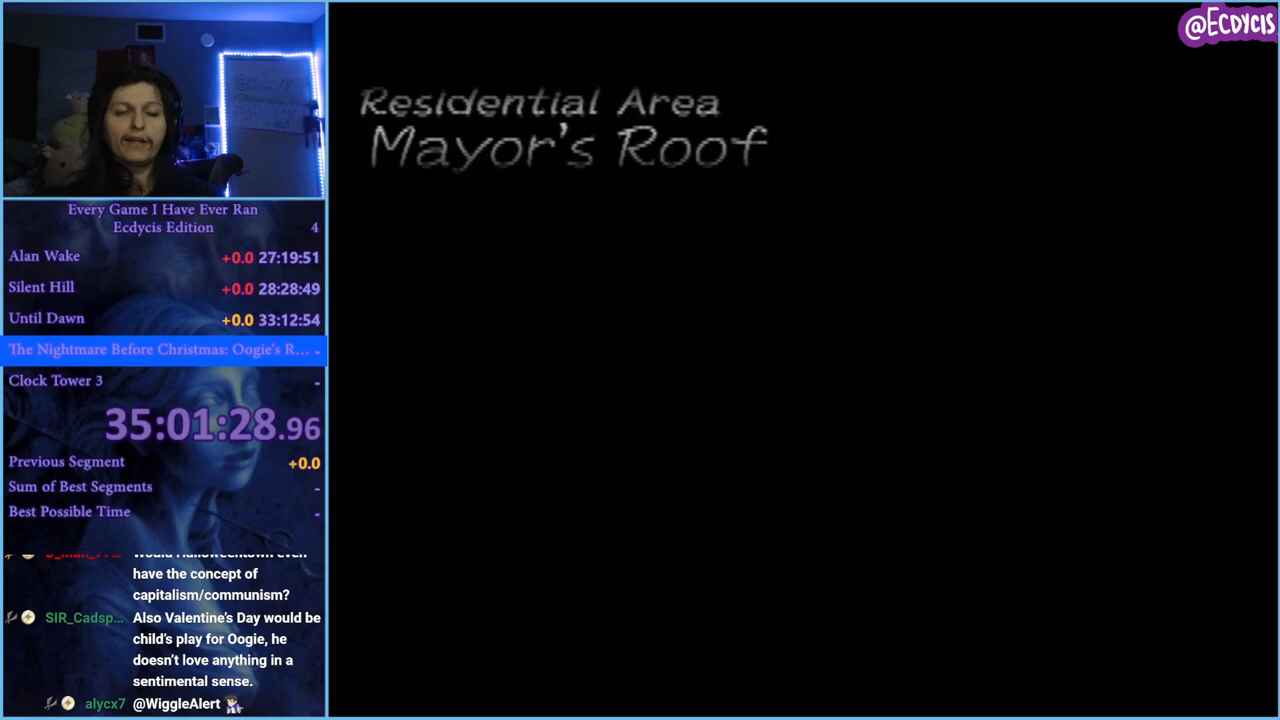 @ECDYCIS
Residential Area
Mayor's Roof
Every Game I Have Ever Ran
Ecdycis Edition 4
Alan Wake +0.0 27:19:51
Silent Hill +0.0 28:28:49
Until Dawn +0.0 33:12:54
The Nightmare Before Christmas: Oogie's R... -
Clock Tower 3 -
35:01:28.96
Previous Segment +0.0
Sum of Best Segments -
Best Possible Time -
Would Halloweentown even
have the concept of
capitalism/communism?
SIR_Cadsp... Also Valentine's Day would be
child's play for Oogie, he
doesn't love anything in a
sentimental sense.
alycx7 @WiggleAlert